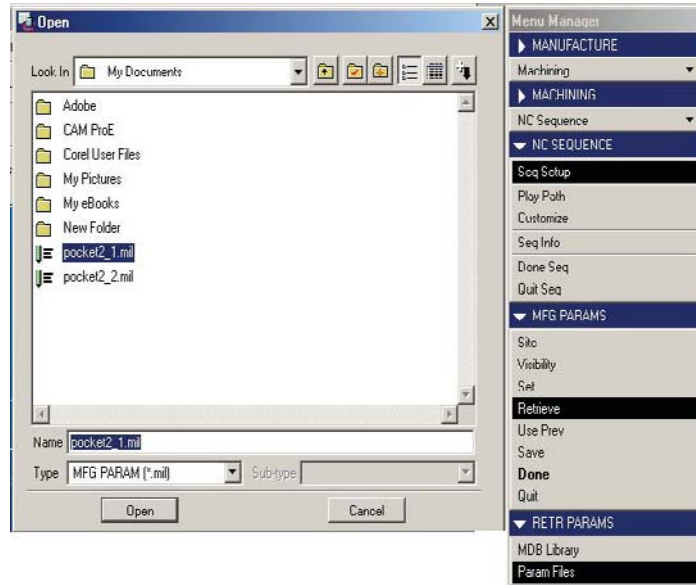 Open
Look In My Documents
Adobe
CAM ProE
Corel User Files
My Pictures
My eBooks
New Folder
pocket2_1.mil
pocket2_2.mil
Name pocket2_1.mil
Type MFG PARAM (*.mil) Sub-type
Open Cancel
Menu Manager
MANUFACTURE
Machining
MACHINING
NC Sequence
NC SEQUENCE
Seq Setup
Play Path
Customize
Seq Info
Done Seq
Quit Seq
MFG PARAMS
Site
Visibility
Set
Retrieve
Use Prev
Save
Done
Quit
RETR PARAMS
MDB Library
Param Files